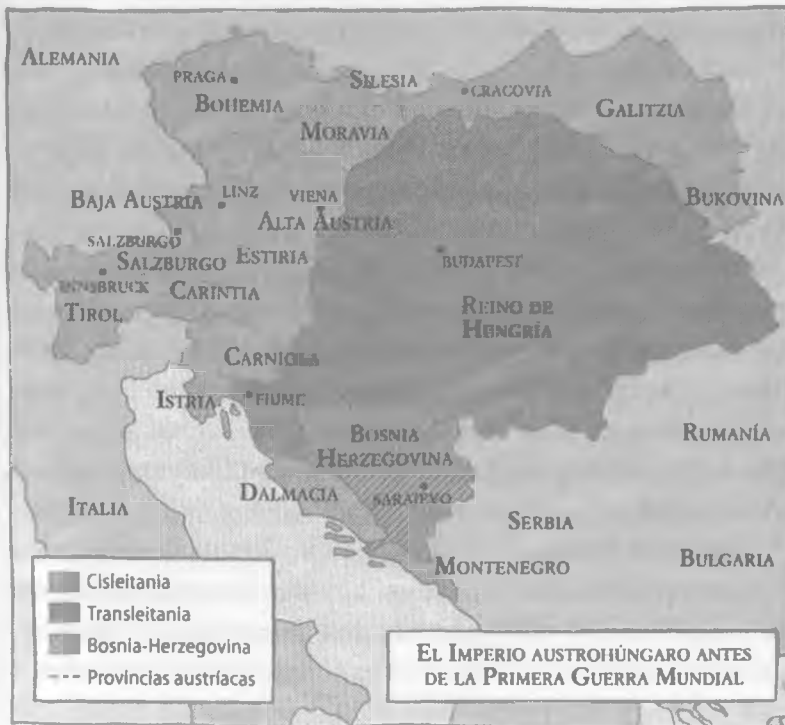 ALEMANIA
PRAGA
BOHEMIA
SILESIA
CRACOVIA
GALITZIA
MORAVIA
BUKOVINA
BAJA AUSTRIA
LINZ
VIENA
ALTA AUSTRIA
SALZBURGO
SALZBURGO
ESTIRIA
BUDAPEST
INNSBRUCK
CARINTIA
TIROL
REINO DE
HUNGRÍA
CARNIOLA
ISTRIA
FIUME
BOSNIA
HERZEGOVINA
RUMANÍA
DALMACIA
SARAJEVO
ITALIA
SERBIA
MONTENEGRO
BULGARIA
Cisleitania
Transleitania
Bosnia-Herzegovina
Provincias austríacas
EL IMPERIO AUSTROHÚNGARO ANTES
DE LA PRIMERA GUERRA MUNDIAL